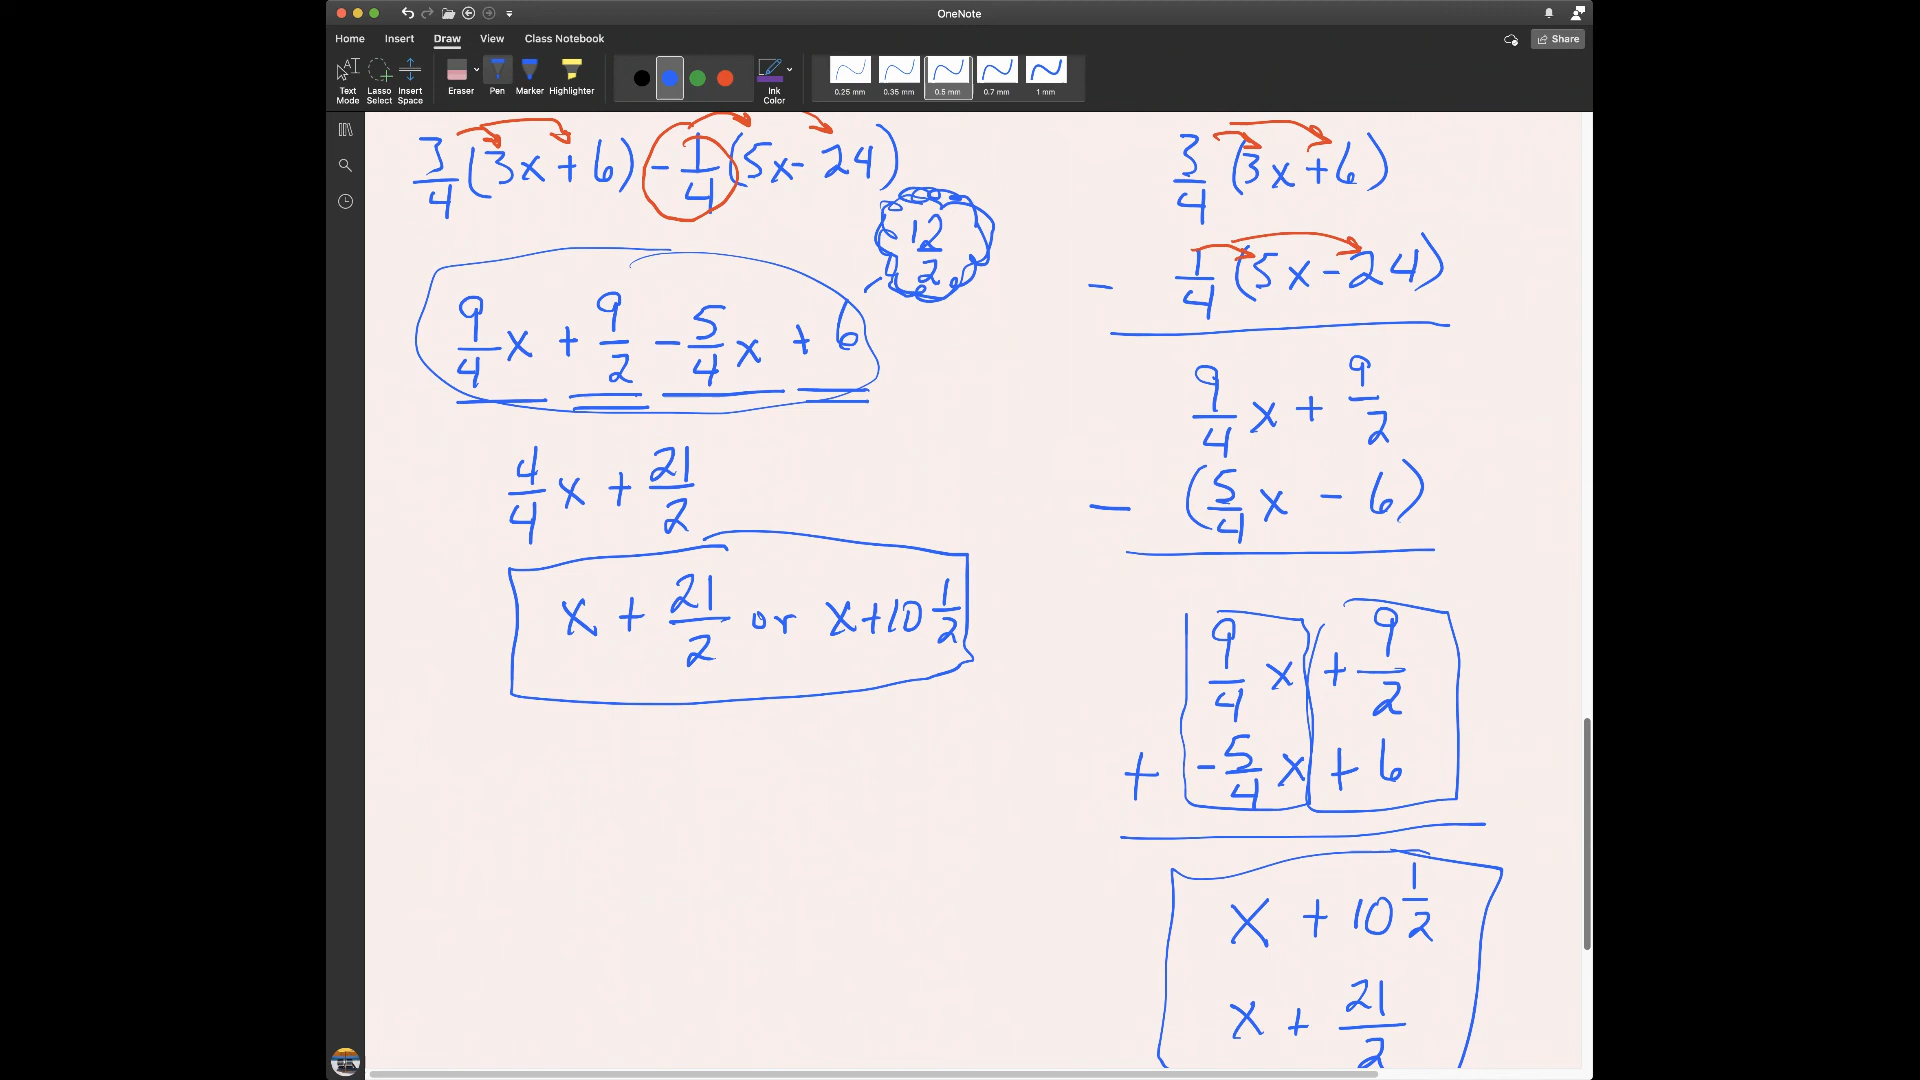 OneNote
Home Insert Draw View Class Notebook
Share
Text Mode
Lasso Select
Insert Space
Eraser
Pen
Marker
Highlighter
Ink Color
0.25 mm
0.35 mm
0.5 mm
0.7 mm
1 mm
3/4 (3x + 6) - 1/4 (5x - 24)
12/2
9/4 x + 9/2 - 5/4 x + 6
4/4 x + 21/2
x + 21/2 or x + 10 1/2
3/4 (3x + 6)
- 1/4 (5x - 24)
9/4 x + 9/2
- (5/4 x - 6)
9/4 x + 9/2
+ - 5/4 x + 6
x + 10 1/2
x + 21/2